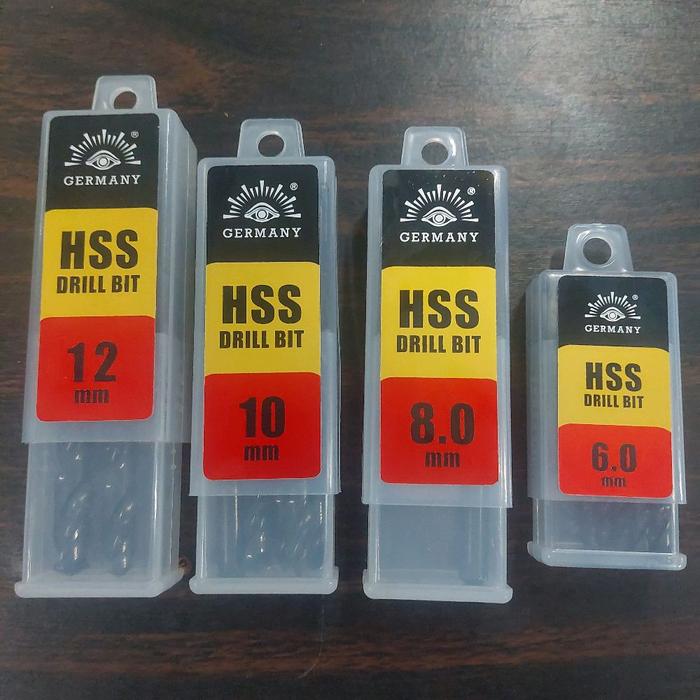 ®
GERMANY
HSS
DRILL BIT
12
mm
®
GERMANY
HSS
DRILL BIT
10
mm
®
GERMANY
HSS
DRILL BIT
8.0
mm
®
GERMANY
HSS
DRILL BIT
6.0
mm